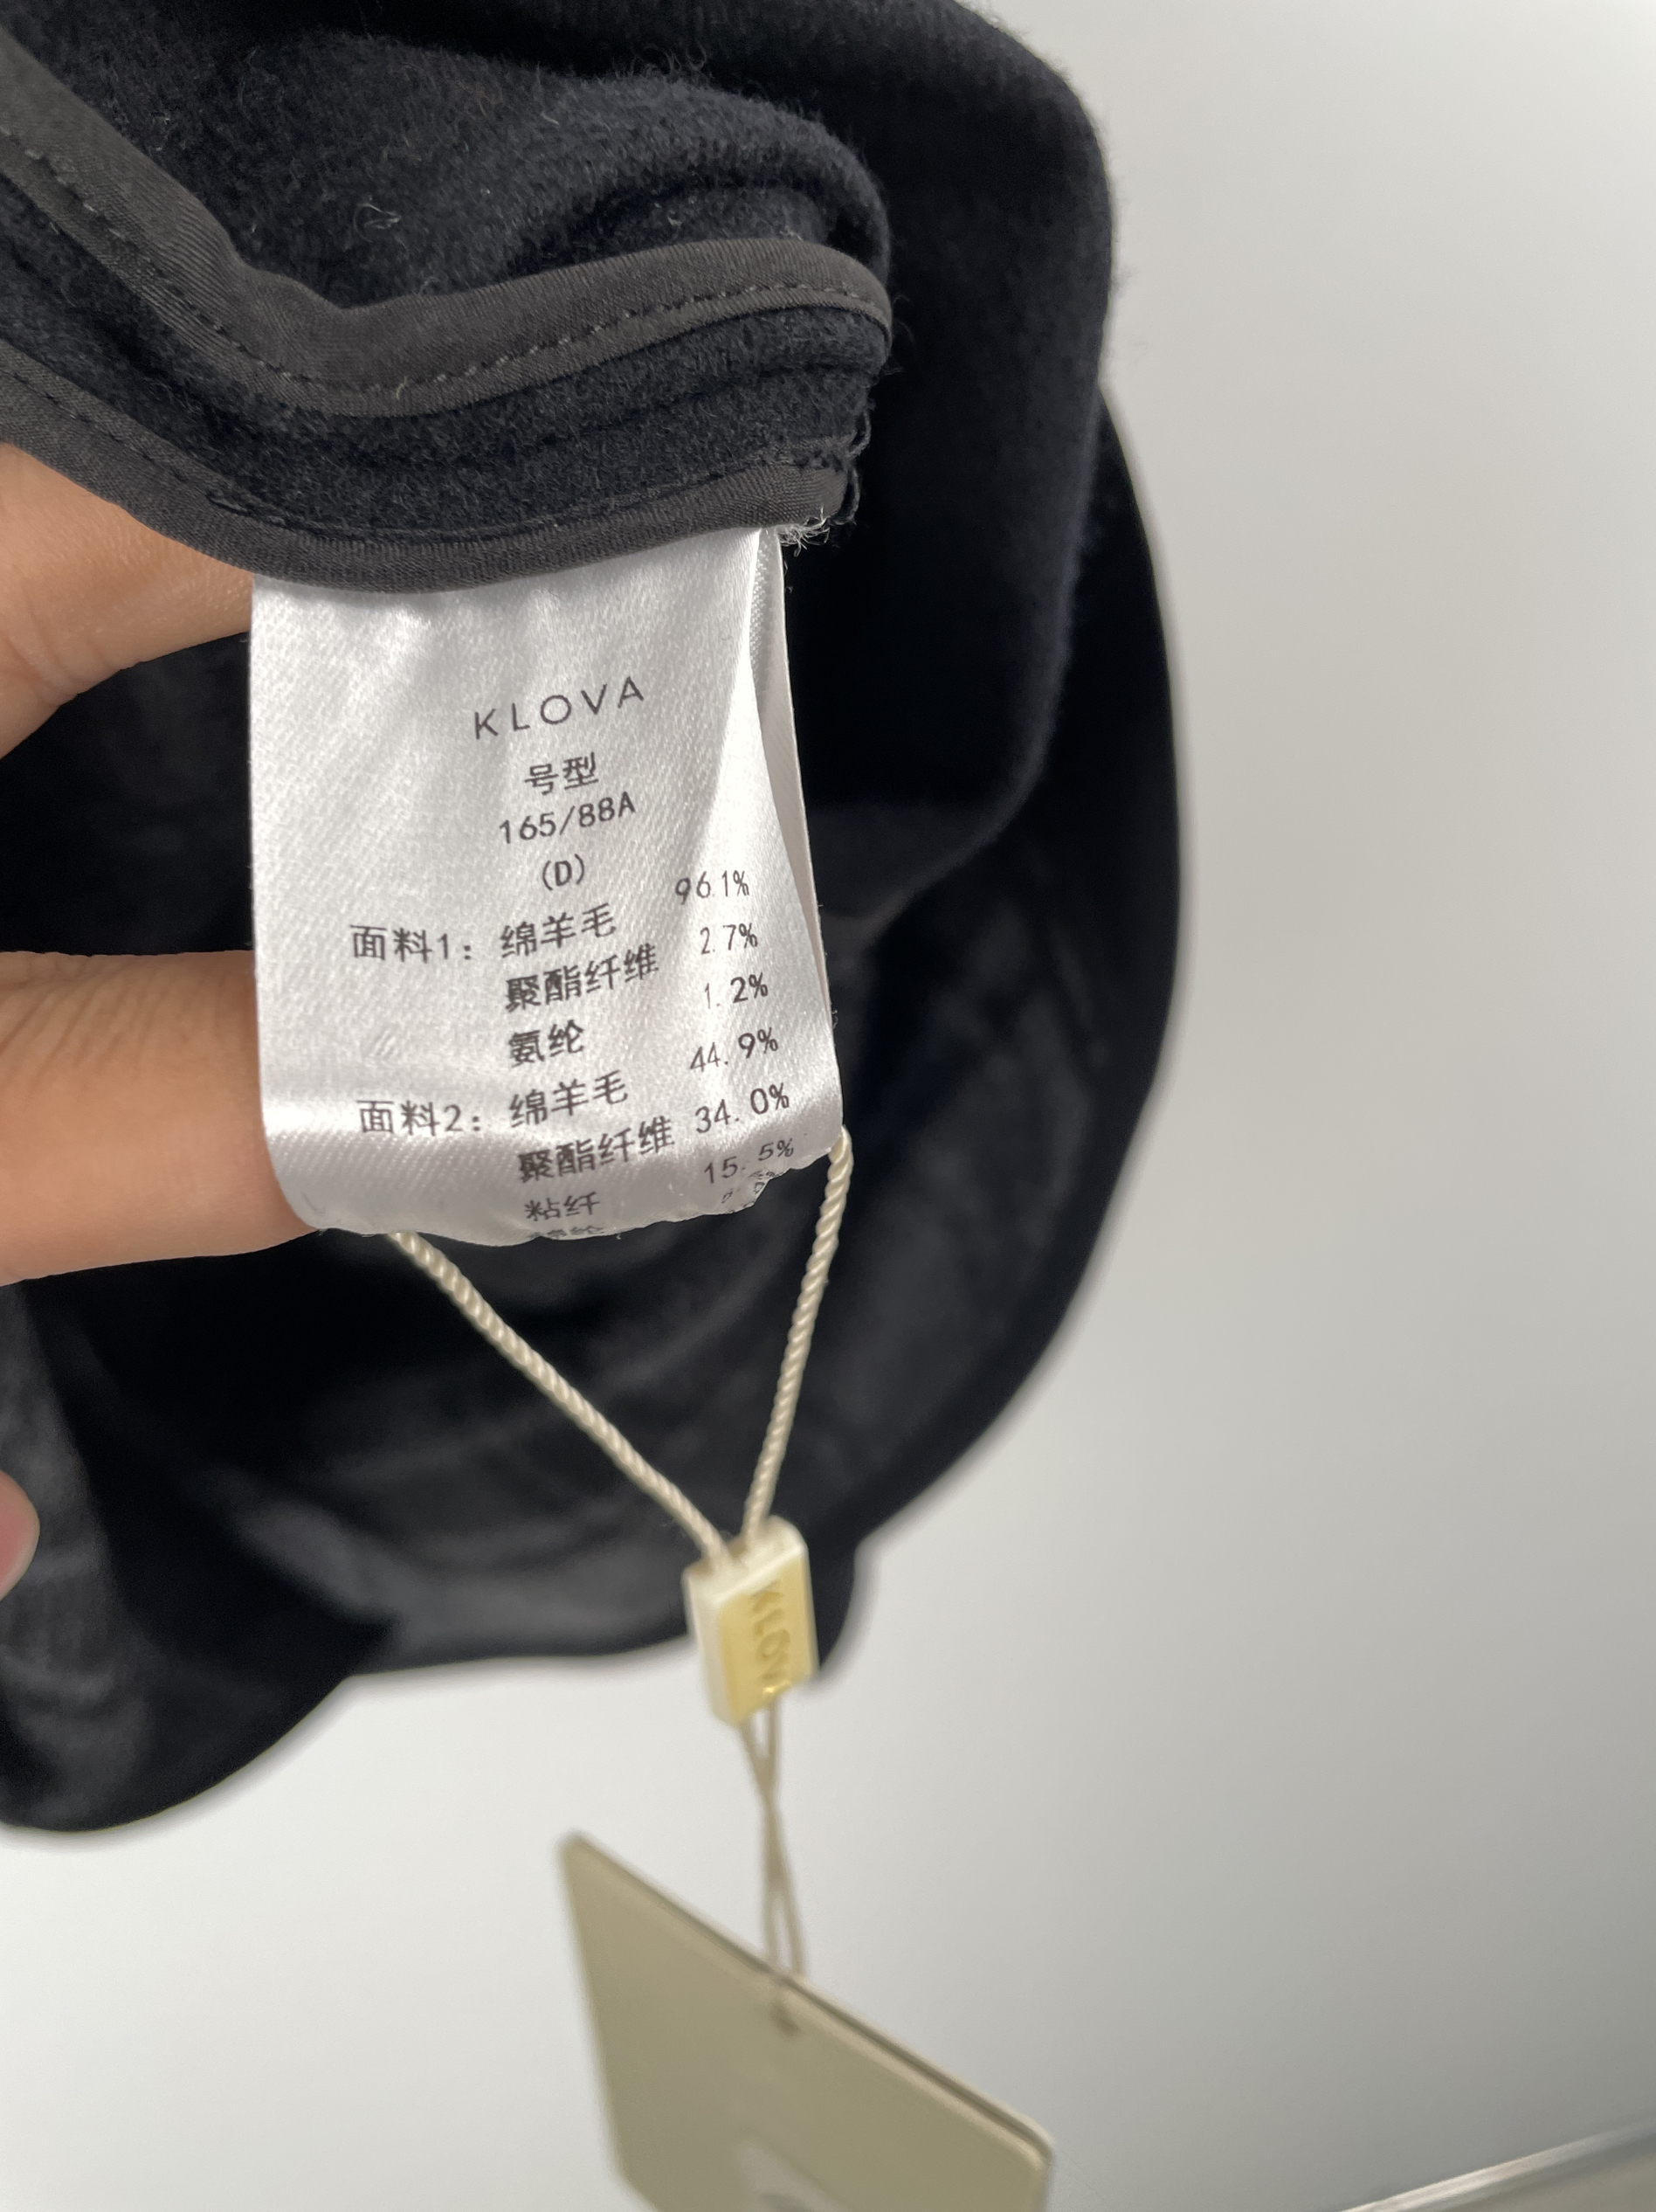 KLOVA
号型
165/88A
(D)
面料1: 绵羊毛 96.1%
聚酯纤维 2.7%
氨纶 1.2%
面料2: 绵羊毛 44.9%
聚酯纤维 34.0%
粘纤 15.5%
KLOVA